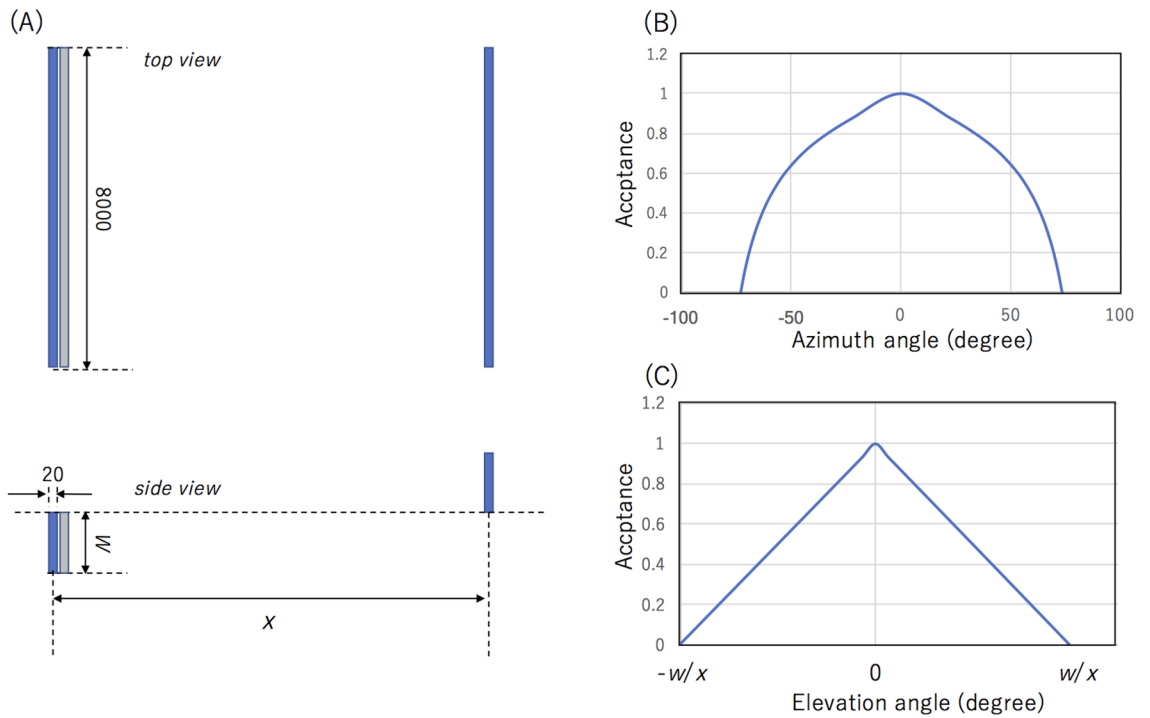 (A)
top view
8000
20
side view
W
x
(B)
1.2
1
0.8
0.6
0.4
0.2
0
-100
-50
0
50
100
Accptance
Azimuth angle (degree)
(C)
1.2
1
0.8
0.6
0.4
0.2
0
-w/x
0
w/x
Accptance
Elevation angle (degree)